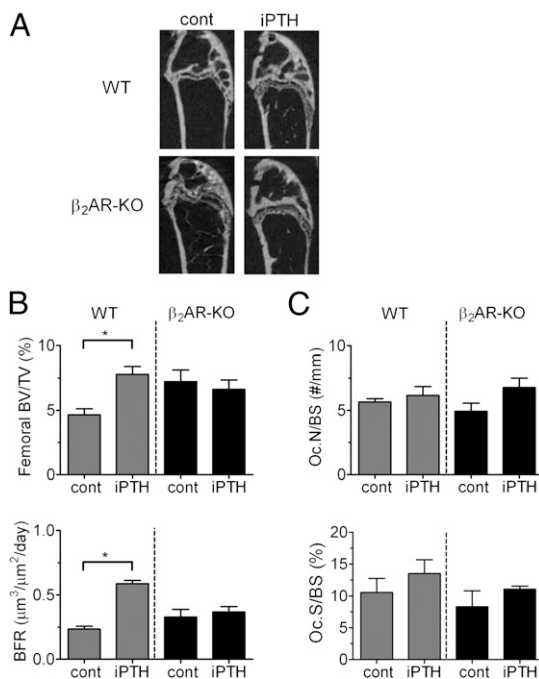 A
cont iPTH
WT
β₂AR-KO
B
WT β₂AR-KO
Femoral BV/TV (%)
15
10
5
0
*
cont iPTH cont iPTH
BFR (μm³/μm²/day)
1.0
0.5
0.0
*
cont iPTH cont iPTH
C
WT β₂AR-KO
Oc.N/BS (#/mm)
15
10
5
0
cont iPTH cont iPTH
Oc.S/BS (%)
20
15
10
5
0
cont iPTH cont iPTH